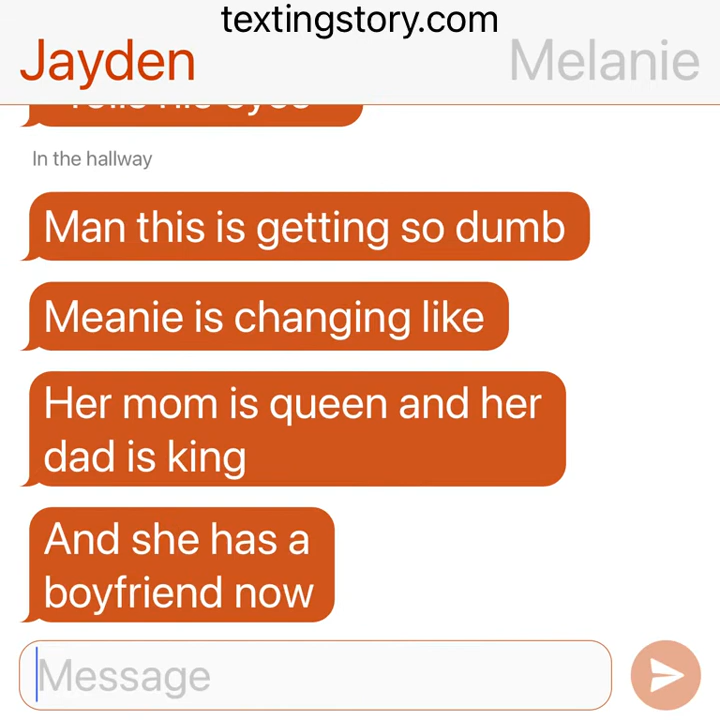 textingstory.com
Jayden Melanie
In the hallway
Man this is getting so dumb
Meanie is changing like
Her mom is queen and her
dad is king
And she has a
boyfriend now
Message